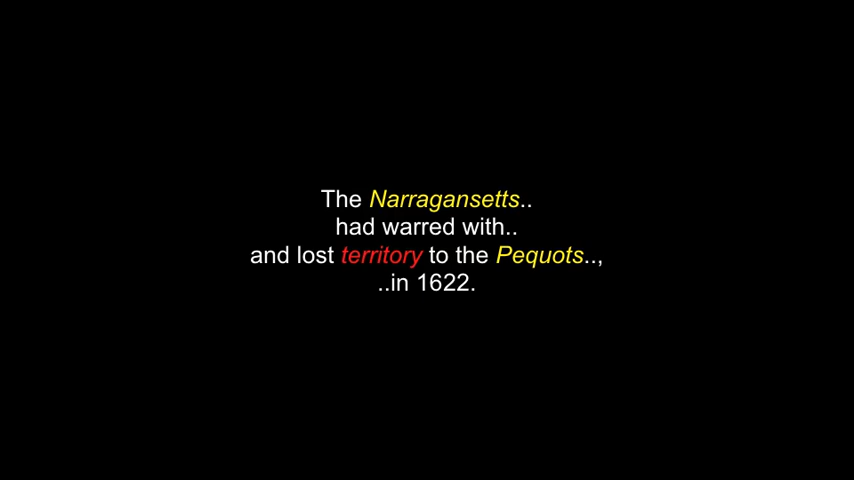 The Narragansetts..
had warred with..
and lost territory to the Pequots..,
..in 1622.